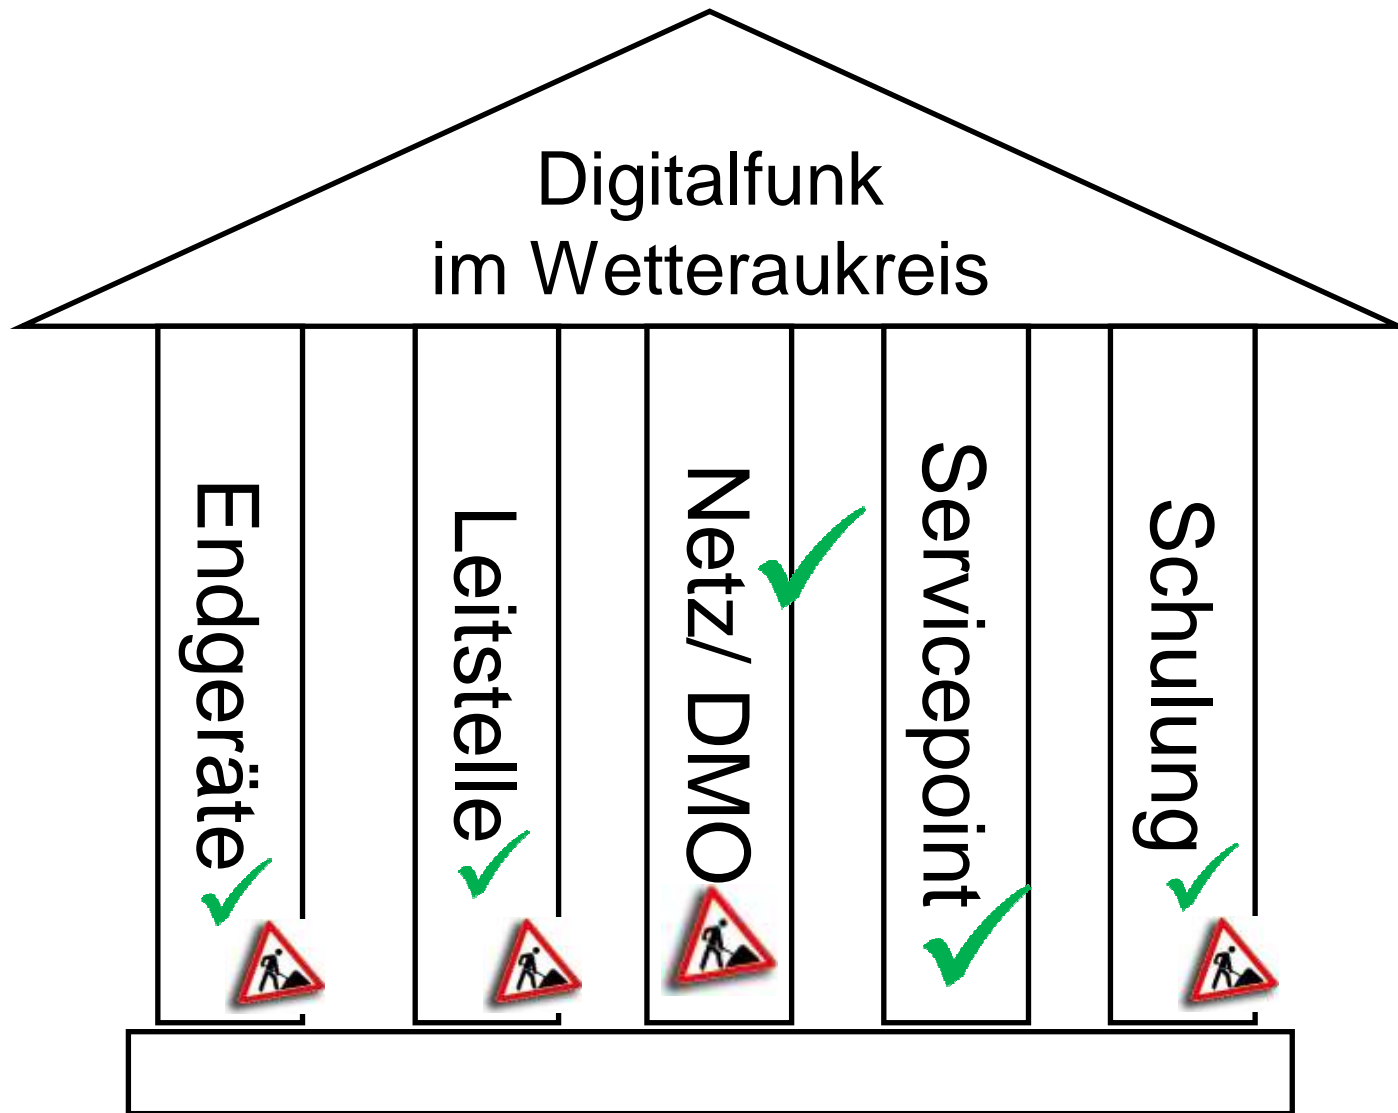 Digitalfunk
im Wetteraukreis
Endgeräte
Leitstelle
Netz/ DMO
Servicepoint
Schulung